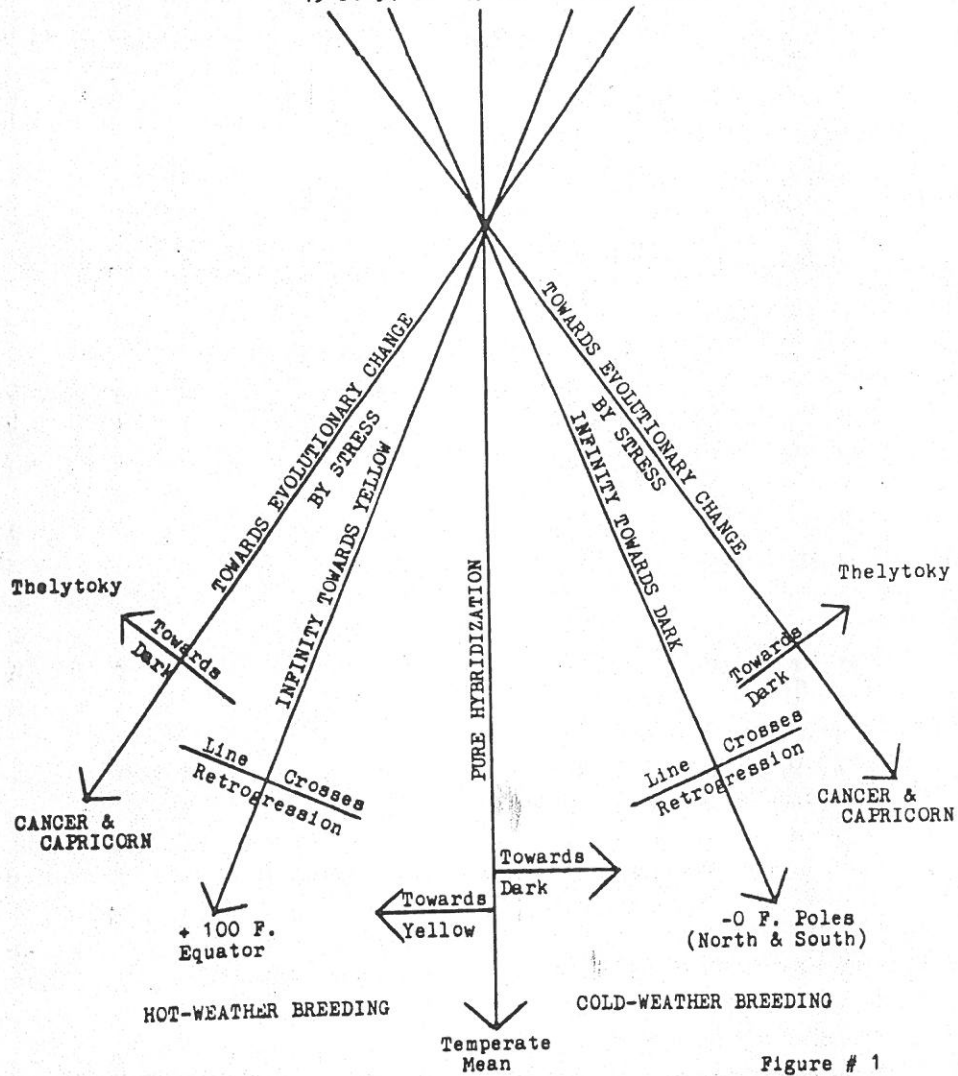 TOWARDS EVOLUTIONARY CHANGE
BY STRESS
INFINITY TOWARDS YELLOW
PURE HYBRIDIZATION
INFINITY TOWARDS DARK
BY STRESS
TOWARDS EVOLUTIONARY CHANGE
Thelytoky
Towards
Dark
Thelytoky
Towards
Dark
Line Crosses
Retrogression
Line Crosses
Retrogression
CANCER &
CAPRICORN
CANCER &
CAPRICORN
Towards
Dark
Towards
Yellow
+ 100 F.
Equator
-0 F. Poles
(North & South)
HOT-WEATHER BREEDING
COLD-WEATHER BREEDING
Temperate
Mean
Figure # 1